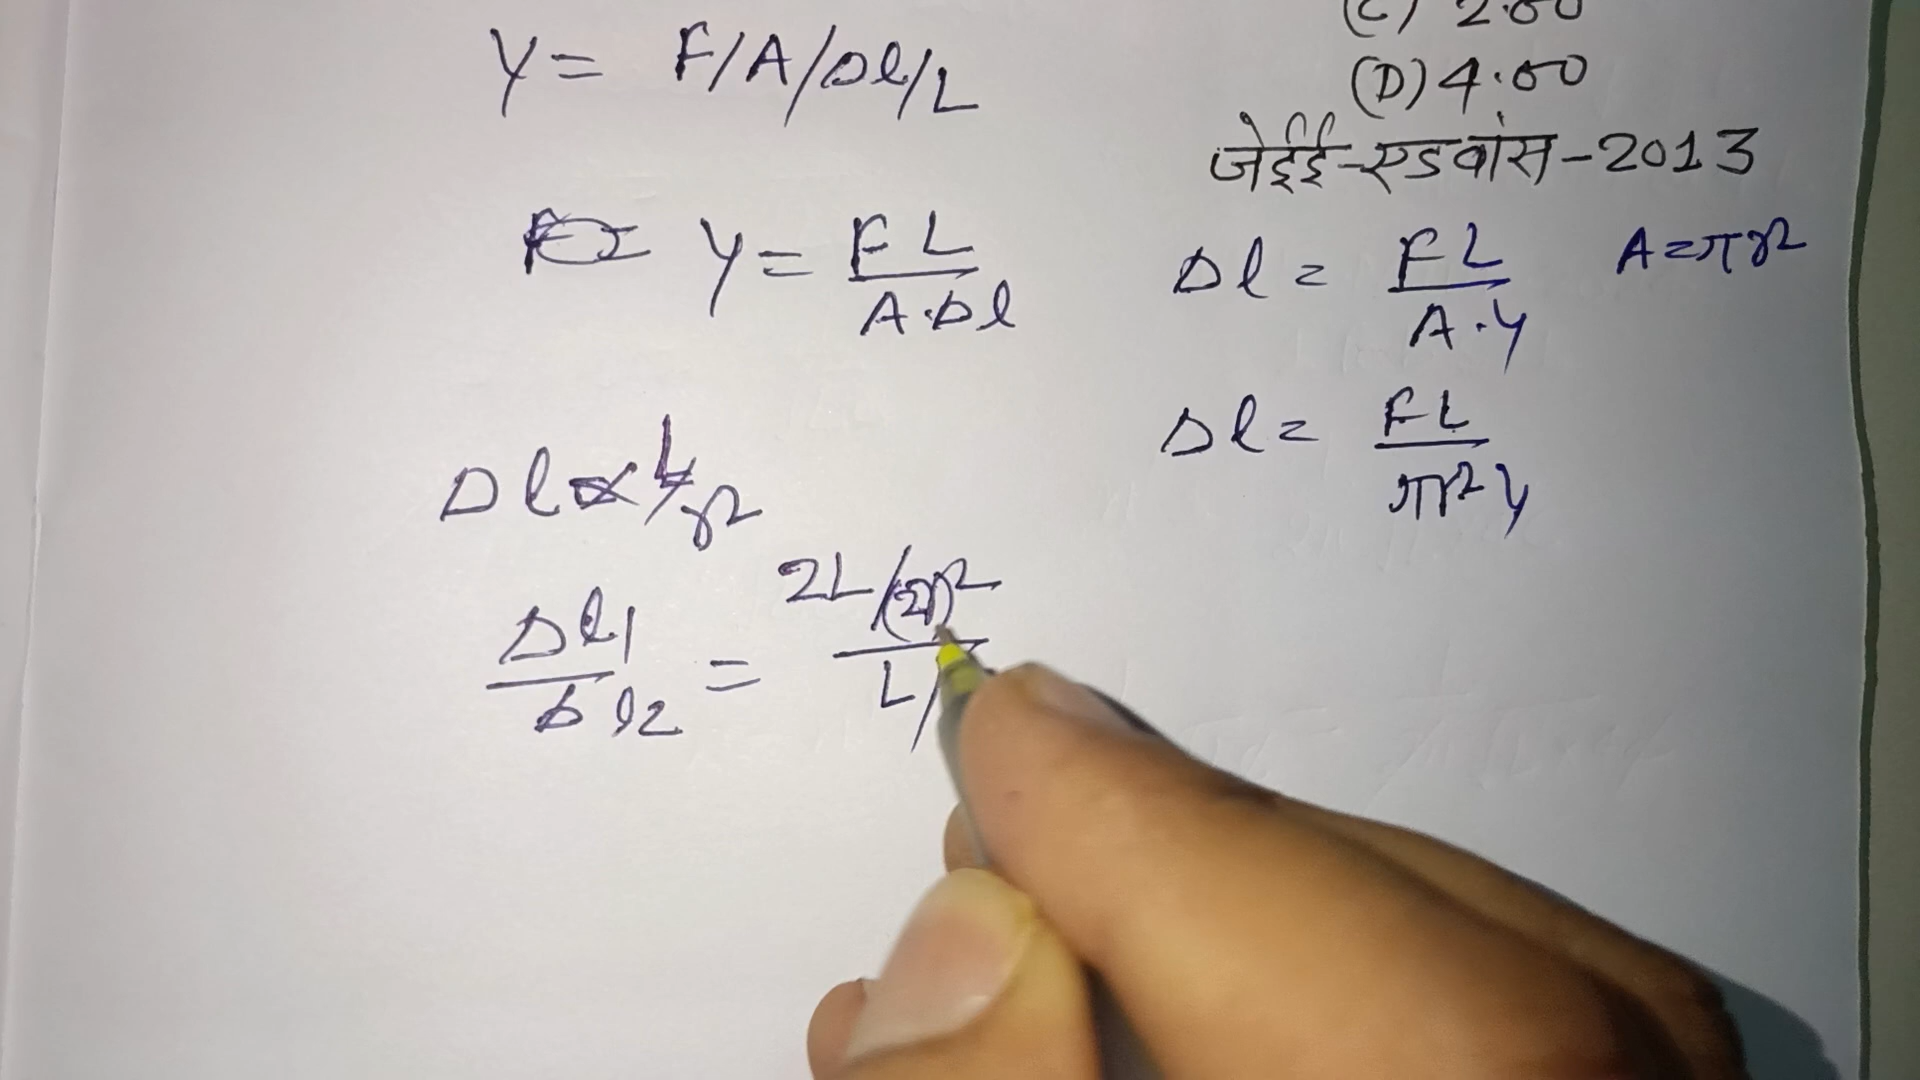 (C) 2.00
Y = F/A/Δl/L
(D) 4.00
जेईई-एडवांस-2013
Y = FL / A.Δl
Δl = FL / A.Y
A = πr²
Δl = FL / πr²Y
Δl ∝ L/r²
Δl1 / Δl2 = 2L/(2r)² / L/